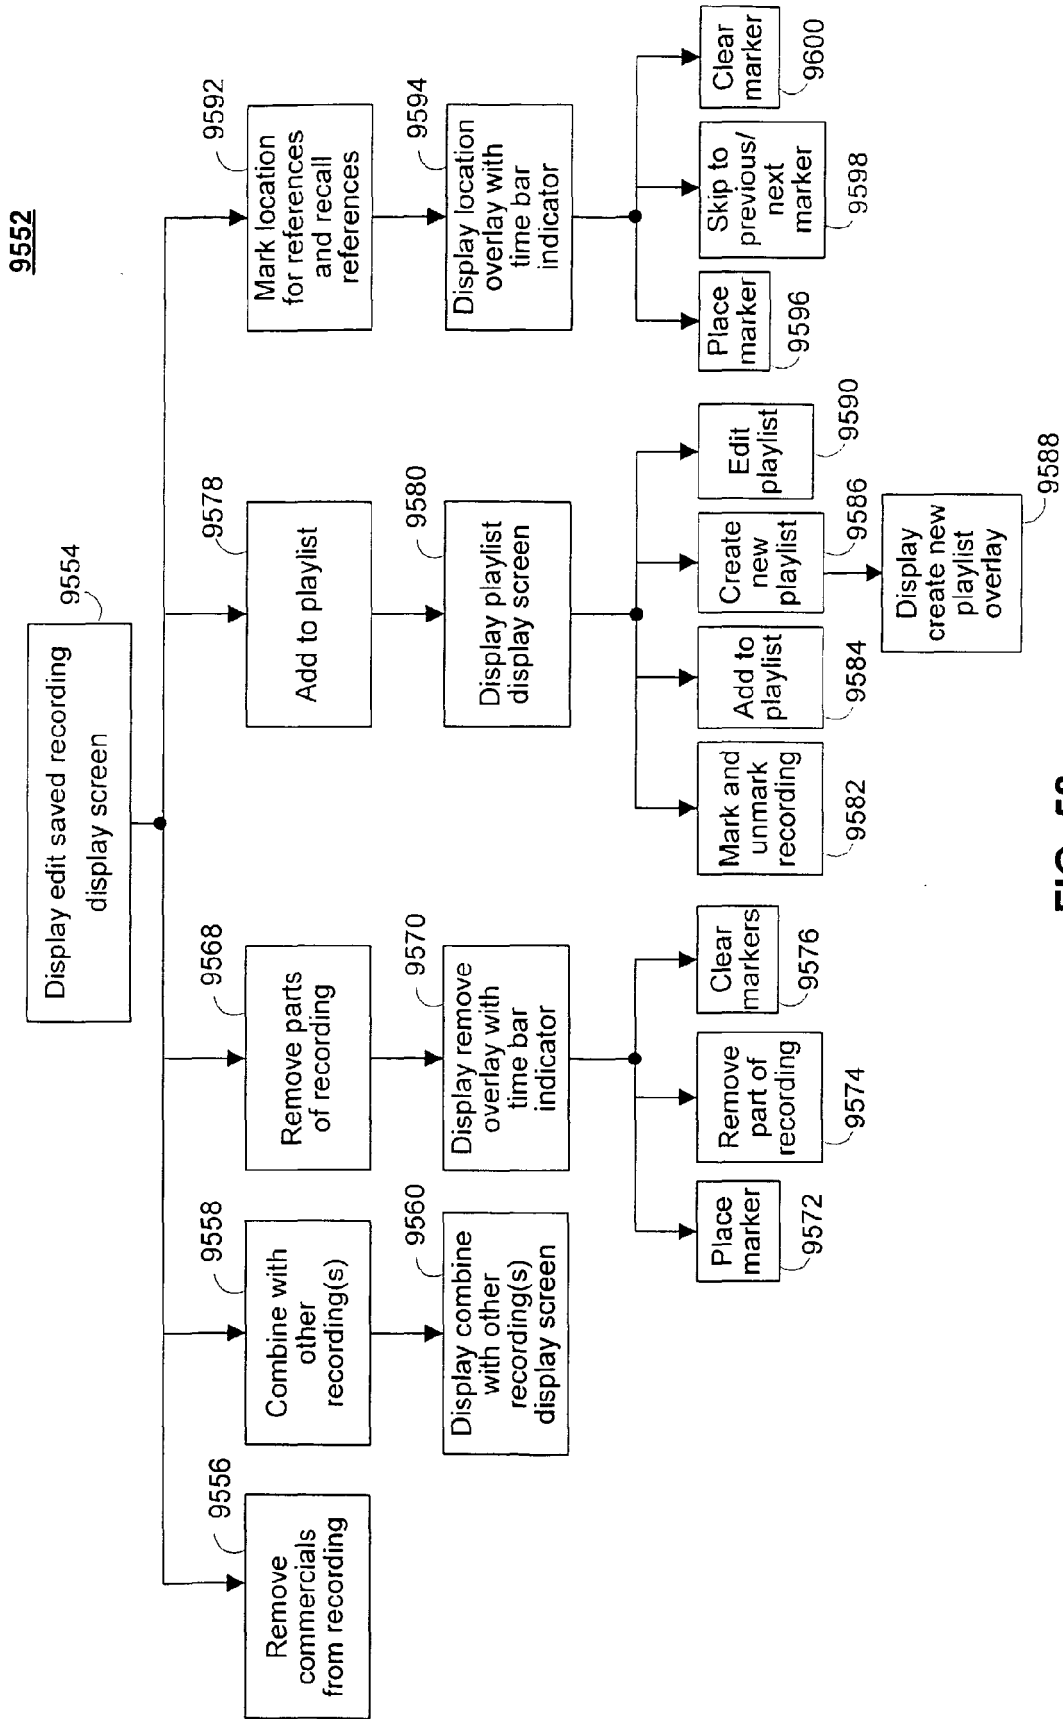 9552
Display edit saved recording
display screen
9554
Remove
commercials
from recording
9556
Combine with
other
recording(s)
9558
Display combine
with other
recording(s)
display screen
9560
Remove parts
of recording
9568
Display remove
overlay with
time bar
indicator
9570
Place
marker
9572
Remove
part of
recording
9574
Clear
markers
9576
Add to playlist
9578
Display playlist
display screen
9580
Mark and
unmark
recording
9582
Add to
playlist
9584
Create
new
playlist
9586
Display
create new
playlist
overlay
9588
Edit
playlist
9590
Mark location
for references
and recall
references
9592
Display location
overlay with
time bar
indicator
9594
Place
marker
9596
Skip to
previous/
next
marker
9598
Clear
marker
9600